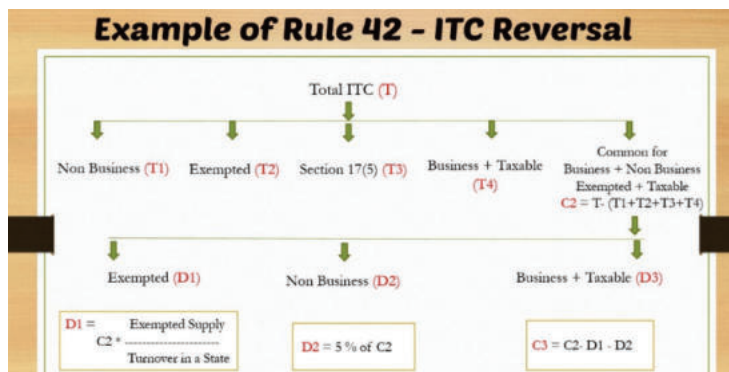 Example of Rule 42 - ITC Reversal
Total ITC (T)
Non Business (T1)
Exempted (T2)
Section 17(5) (T3)
Business + Taxable
(T4)
Common for
Business + Non Business
Exempted + Taxable
C2 = T- (T1+T2+T3+T4)
Exempted (D1)
Non Business (D2)
Business + Taxable (D3)
D1 = Exempted Supply
C2 * ----------------------
Turnover in a State
D2 = 5 % of C2
C3 = C2- D1 - D2